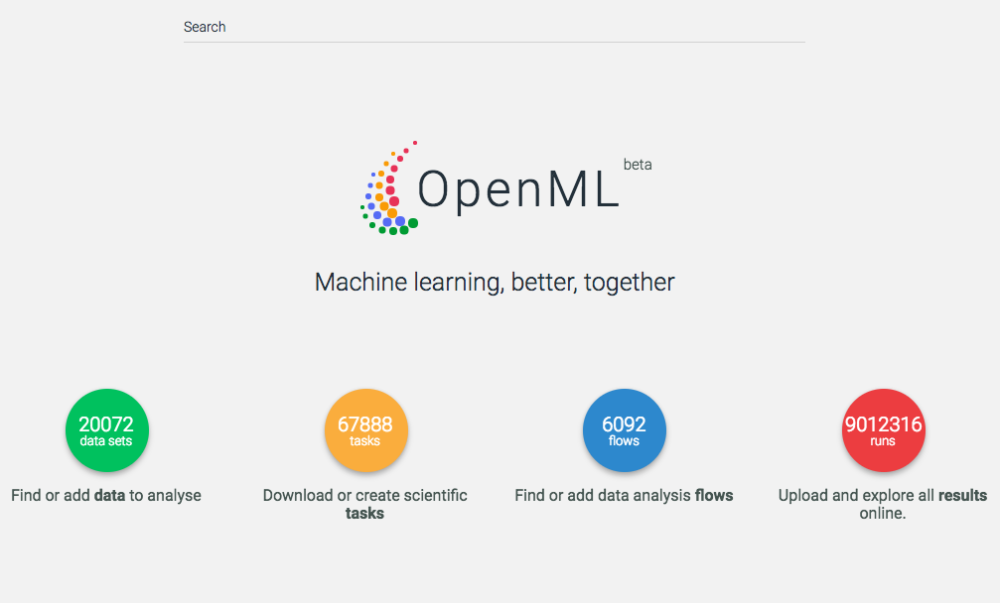 Search
OpenML beta
Machine learning, better, together
20072
data sets
67888
tasks
6092
flows
9012316
runs
Find or add data to analyse
Download or create scientific
tasks
Find or add data analysis flows
Upload and explore all results
online.